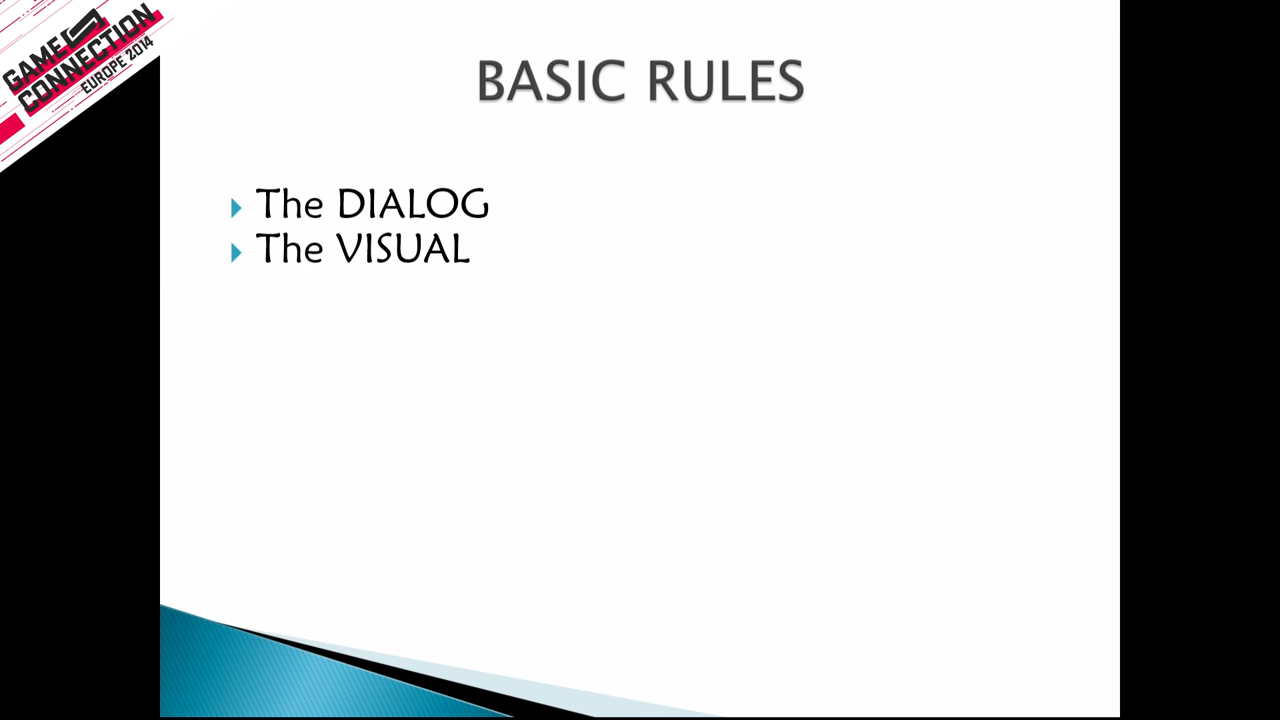 GAME
CONNECTION
EUROPE 2014
BASIC RULES
The DIALOG
The VISUAL